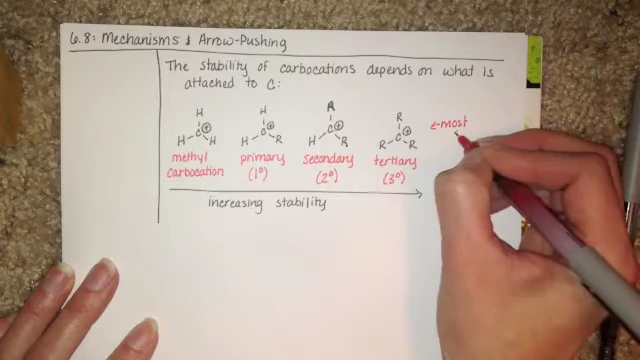 6.8: Mechanisms & Arrow-Pushing
The stability of carbocations depends on what is
attached to C:
H H R R
C⊕ C⊕ C⊕ C⊕
H H H R H R R R
methyl primary secondary tertiary ←most
carbocation (1°) (2°) (3°)
increasing stability